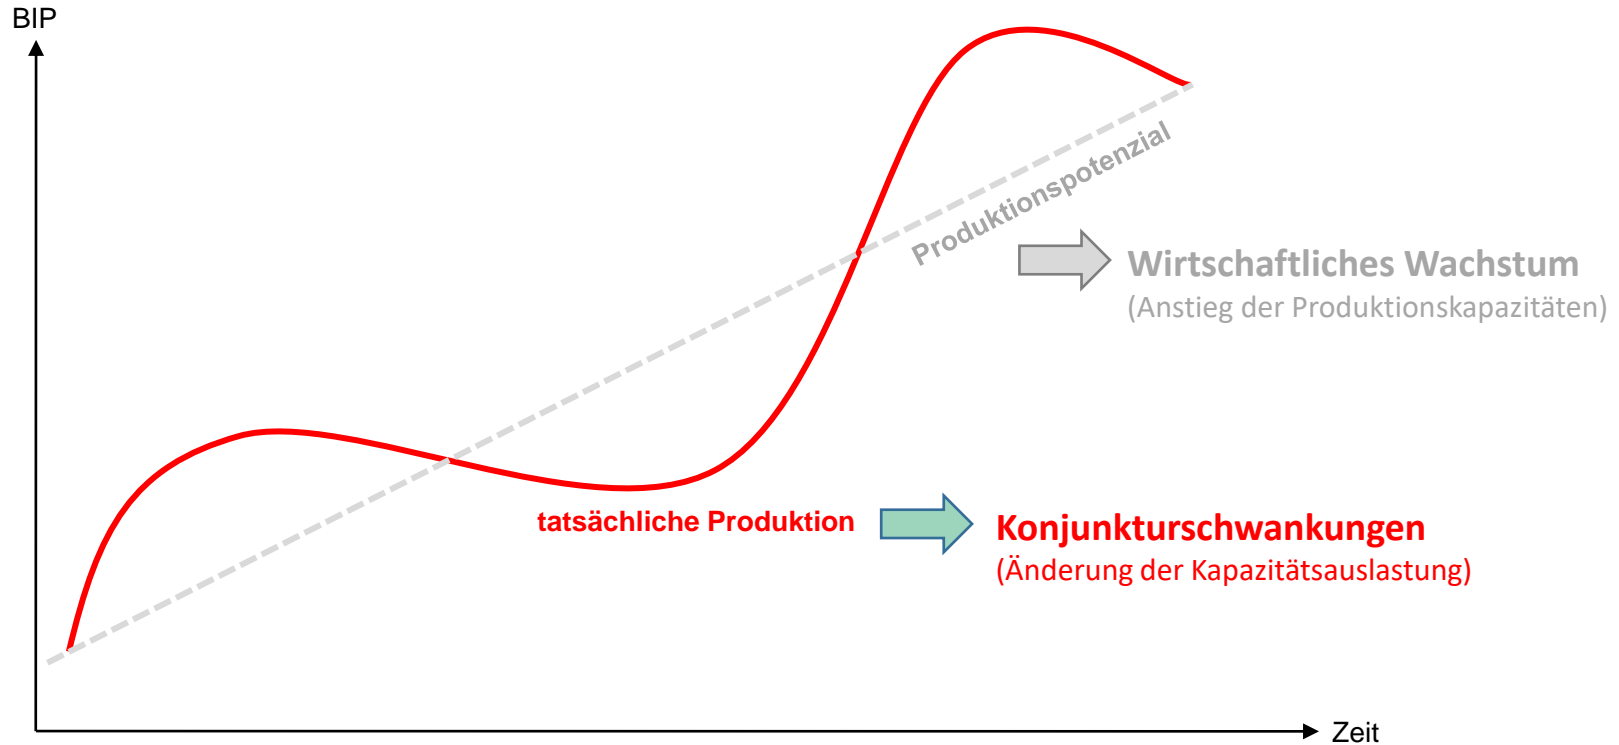 BIP
Produktionspotenzial
Wirtschaftliches Wachstum
(Anstieg der Produktionskapazitäten)
tatsächliche Produktion
Konjunkturschwankungen
(Änderung der Kapazitätsauslastung)
Zeit